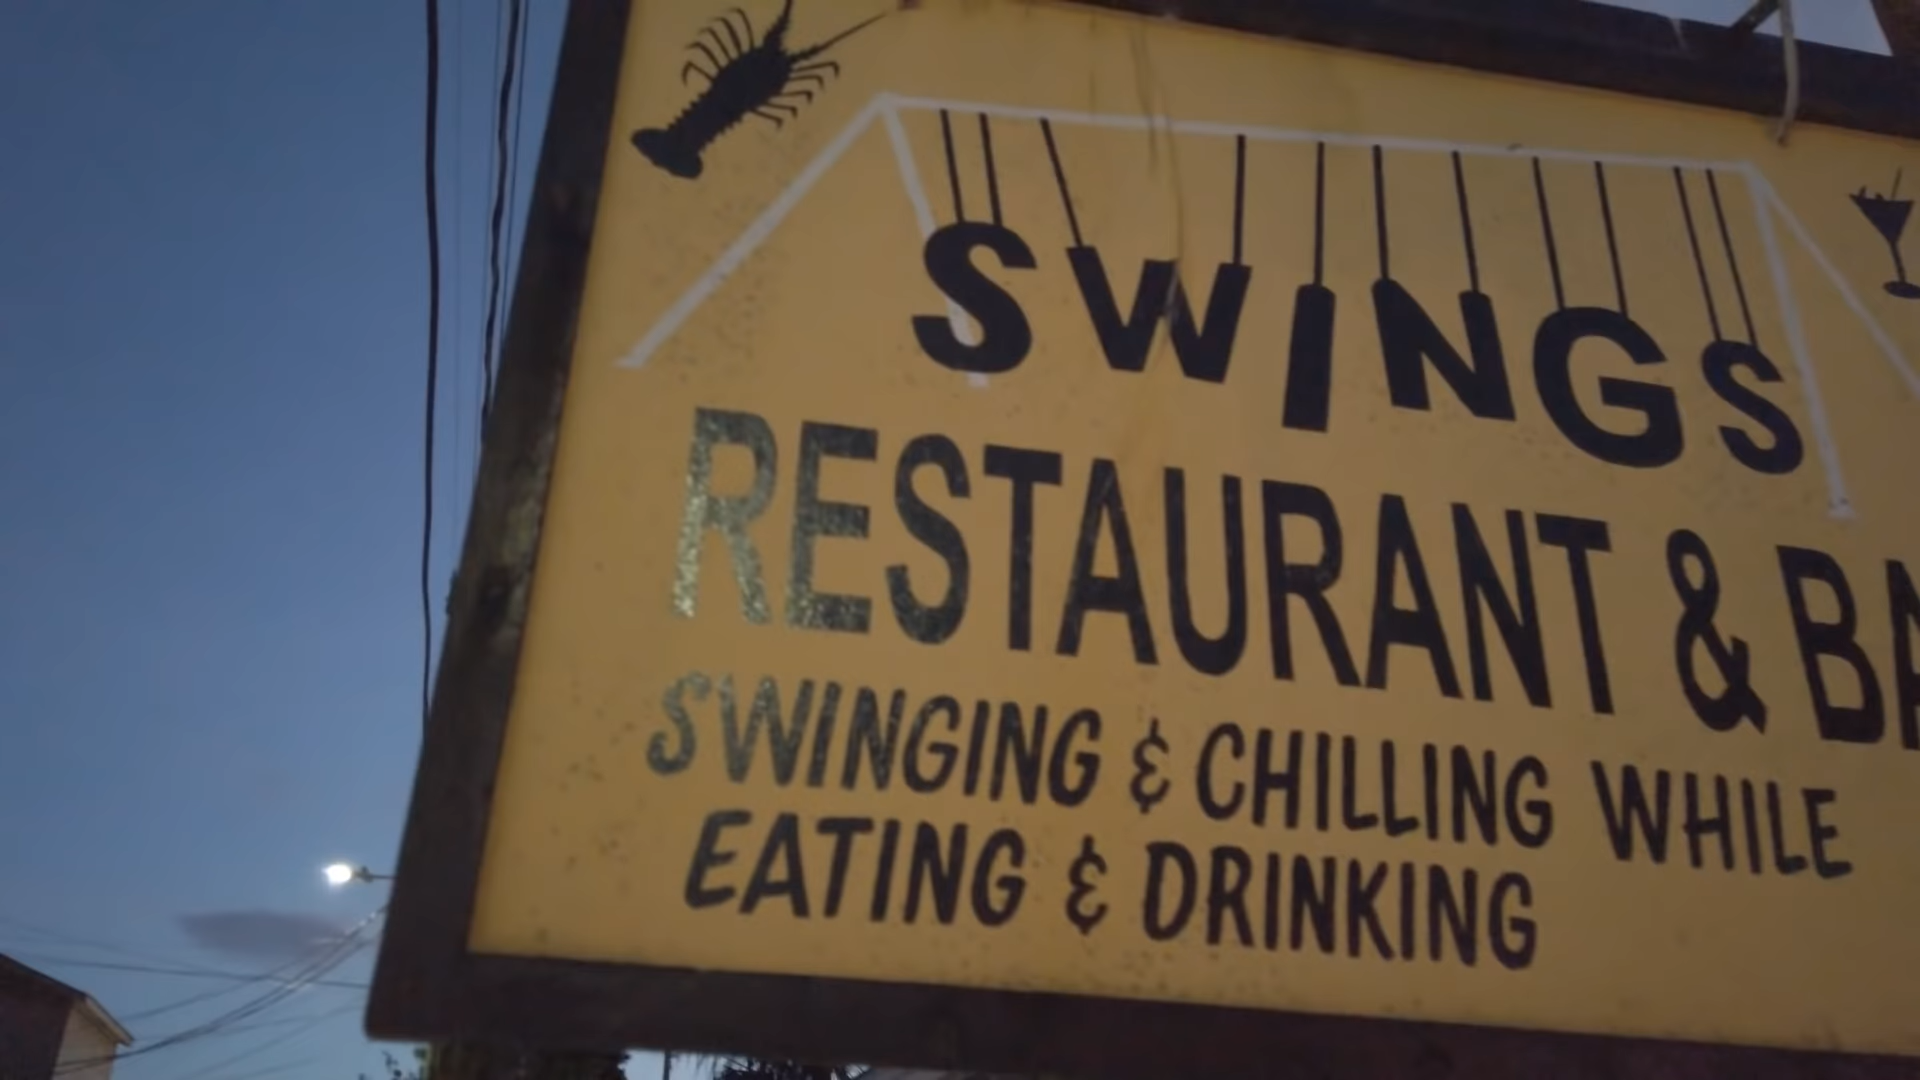 SWINGS
RESTAURANT & BA
SWINGING & CHILLING WHILE
EATING & DRINKING